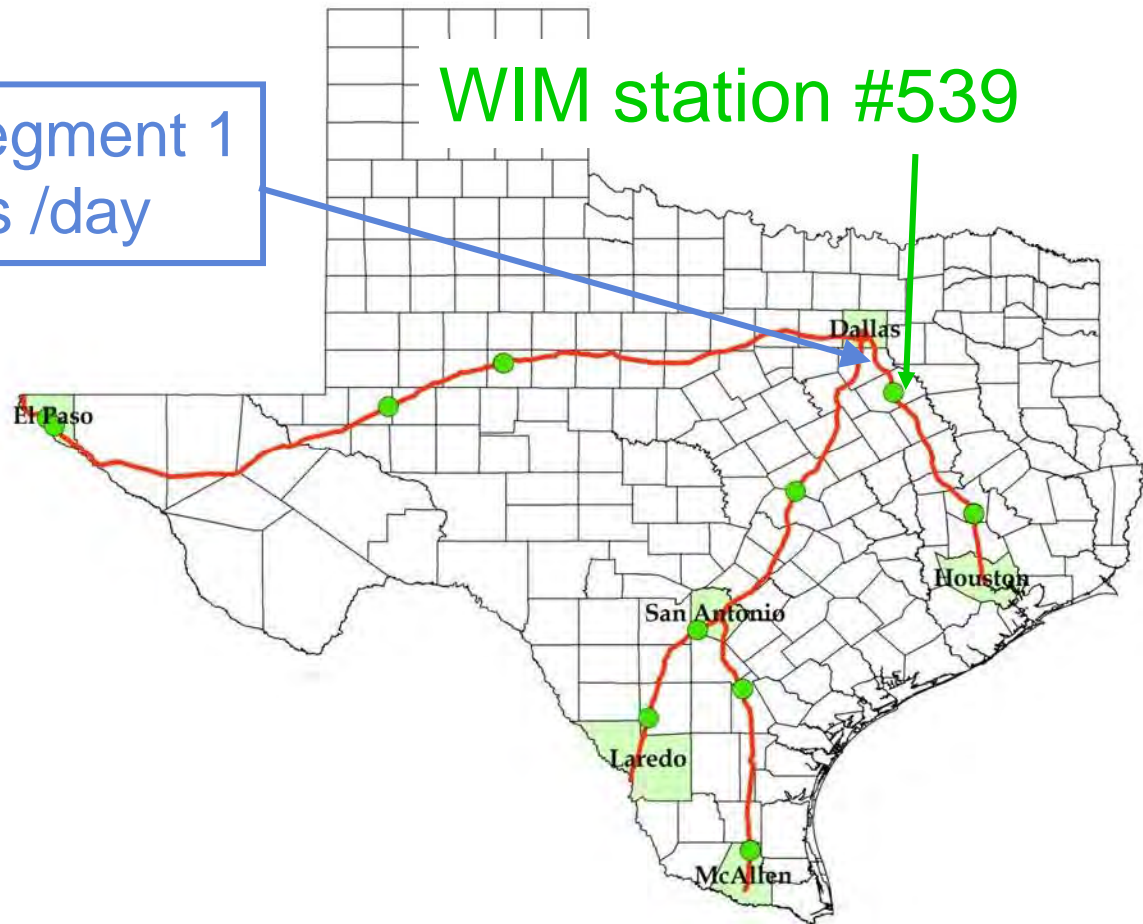 WIM station #539
egment 1
s /day
Dallas
El Paso
Houston
San Antonio
Laredo
McAllen